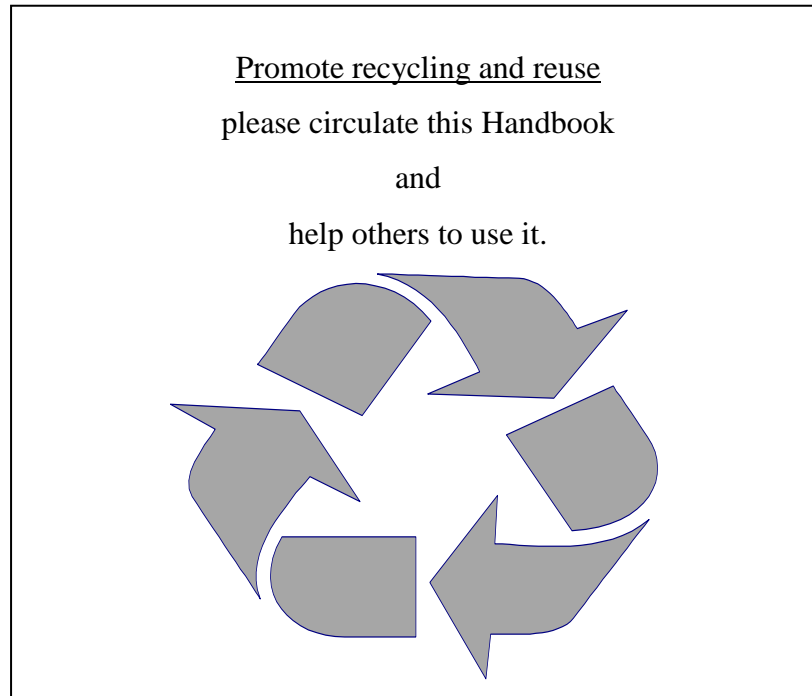 Promote recycling and reuse
please circulate this Handbook
and
help others to use it.